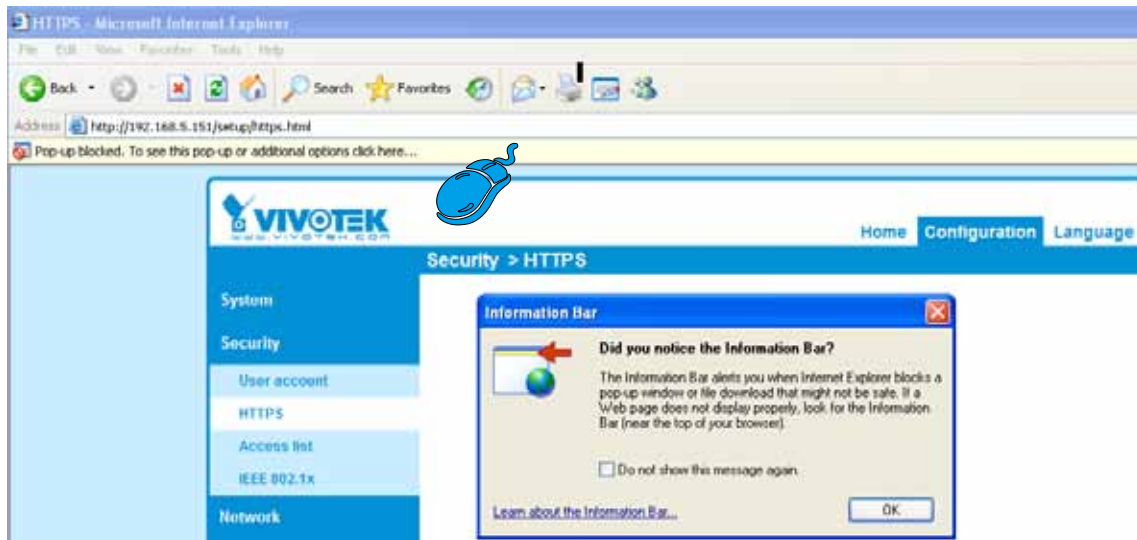 HTTPS - Microsoft Internet Explorer
File Edit View Favorites Tools Help
Back Search Favorites
Address http://192.168.5.151/setup/https.html
Pop-up blocked. To see this pop-up or additional options click here...
VIVOTEK
www.vivotek.com
Home Configuration Language
Security > HTTPS
System
Security
User account
HTTPS
Access list
IEEE 802.1x
Network
Information Bar
Did you notice the Information Bar?
The Information Bar alerts you when Internet Explorer blocks a
pop-up window or file download that might not be safe. If a
Web page does not display properly, look for the Information
Bar (near the top of your browser).
Do not show this message again.
Learn about the Information Bar...
OK